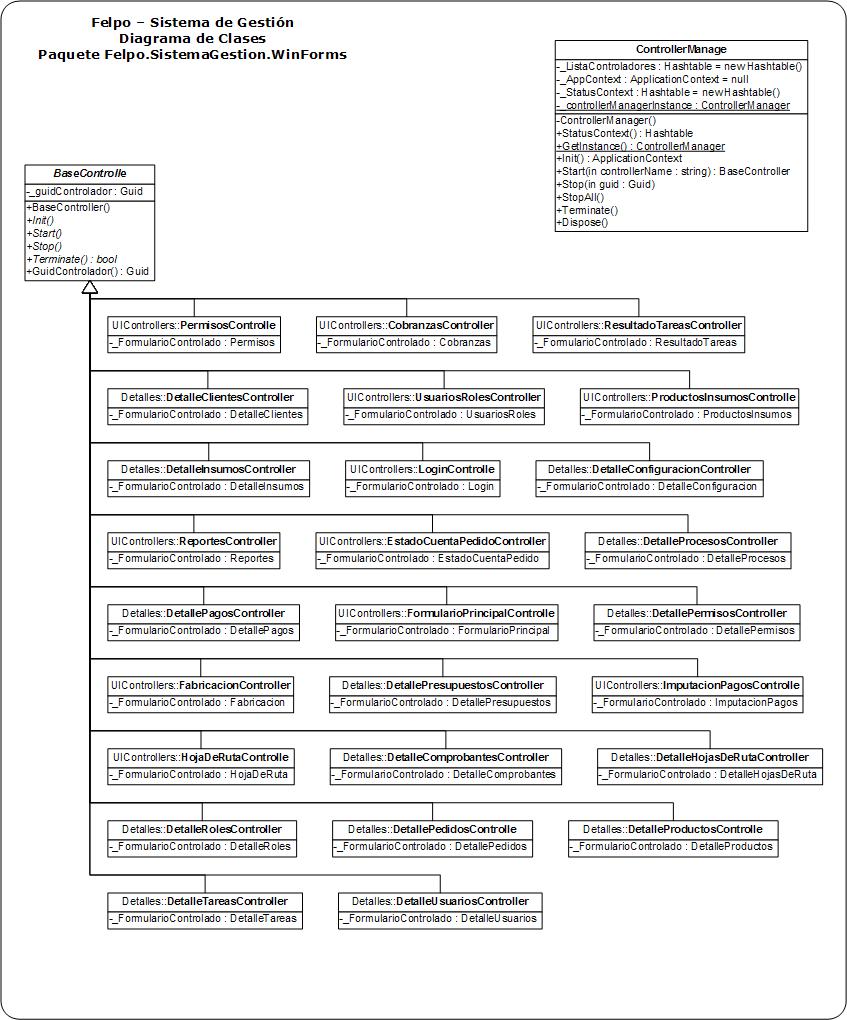 Felpo – Sistema de Gestión
Diagrama de Clases
Paquete Felpo.SistemaGestion.WinForms
ControllerManage
-_ListaControladores : Hashtable = new Hashtable()
-_AppContext : ApplicationContext = null
-_StatusContext : Hashtable = new Hashtable()
-_controllerManagerInstance : ControllerManager
-ControllerManager()
+StatusContext() : Hashtable
+GetInstance() : ControllerManager
+Init() : ApplicationContext
+Start(in controllerName : string) : BaseController
+Stop(in guid : Guid)
+StopAll()
+Terminate()
+Dispose()
BaseControlle
-_guidControlador : Guid
+BaseController()
+Init()
+Start()
+Stop()
+Terminate() : bool
+GuidControlador() : Guid
UIControllers::PermisosControlle
-_FormularioControlado : Permisos
UIControllers::CobranzasController
-_FormularioControlado : Cobranzas
UIControllers::ResultadoTareasController
-_FormularioControlado : ResultadoTareas
Detalles::DetalleClientesController
-_FormularioControlado : DetalleClientes
UIControllers::UsuariosRolesController
-_FormularioControlado : UsuariosRoles
UIControllers::ProductosInsumosControlle
-_FormularioControlado : ProductosInsumos
Detalles::DetalleInsumosController
-_FormularioControlado : DetalleInsumos
UIControllers::LoginControlle
-_FormularioControlado : Login
Detalles::DetalleConfiguracionController
-_FormularioControlado : DetalleConfiguracion
UIControllers::ReportesController
-_FormularioControlado : Reportes
UIControllers::EstadoCuentaPedidoController
-_FormularioControlado : EstadoCuentaPedido
Detalles::DetalleProcesosController
-_FormularioControlado : DetalleProcesos
Detalles::DetallePagosController
-_FormularioControlado : DetallePagos
UIControllers::FormularioPrincipalControlle
-_FormularioControlado : FormularioPrincipal
Detalles::DetallePermisosController
-_FormularioControlado : DetallePermisos
UIControllers::FabricacionController
-_FormularioControlado : Fabricacion
Detalles::DetallePresupuestosController
-_FormularioControlado : DetallePresupuestos
UIControllers::ImputacionPagosControlle
-_FormularioControlado : ImputacionPagos
UIControllers::HojaDeRutaControlle
-_FormularioControlado : HojaDeRuta
Detalles::DetalleComprobantesController
-_FormularioControlado : DetalleComprobantes
Detalles::DetalleHojasDeRutaController
-_FormularioControlado : DetalleHojasDeRuta
Detalles::DetalleRolesController
-_FormularioControlado : DetalleRoles
Detalles::DetallePedidosControlle
-_FormularioControlado : DetallePedidos
Detalles::DetalleProductosControlle
-_FormularioControlado : DetalleProductos
Detalles::DetalleTareasController
-_FormularioControlado : DetalleTareas
Detalles::DetalleUsuariosController
-_FormularioControlado : DetalleUsuarios